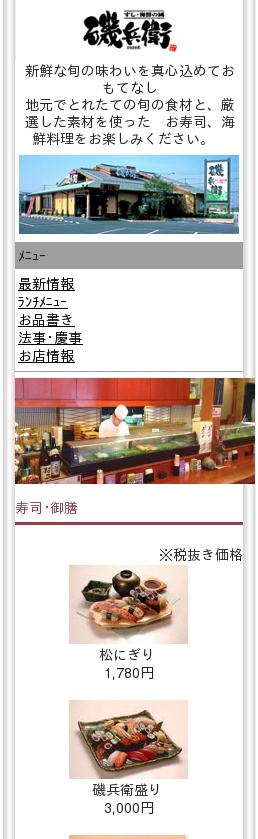 すし・海鮮の國
磯兵衛
新鮮な旬の味わいを真心込めてお
もてなし
地元でとれたての旬の食材と、厳
選した素材を使った　お寿司、海
鮮料理をお楽しみください。
磯兵衛
ﾒﾆｭｰ
最新情報
ﾗﾝﾁﾒﾆｭｰ
お品書き
法事･慶事
お店情報
寿司･御膳
※税抜き価格
松にぎり
1,780円
磯兵衛盛り
3,000円